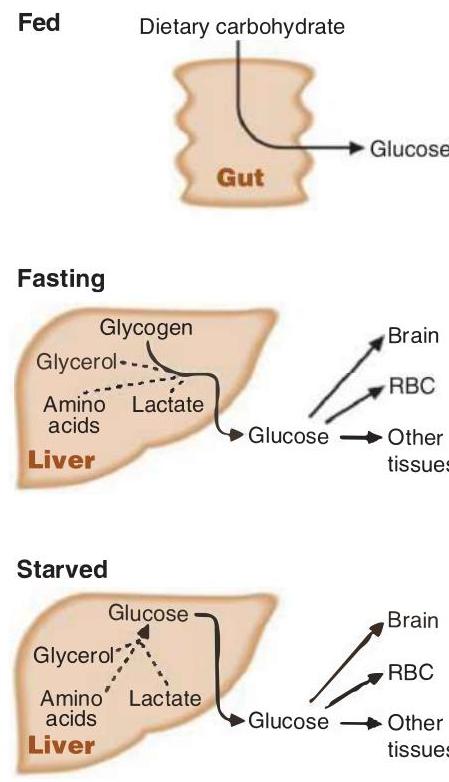 Fed
Dietary carbohydrate
Glucose
Gut
Fasting
Glycogen
Glycerol
Amino
acids
Lactate
Liver
Brain
RBC
Glucose
Other
tissues
Starved
Glucose
Glycerol
Amino
acids
Lactate
Liver
Brain
RBC
Glucose
Other
tissues